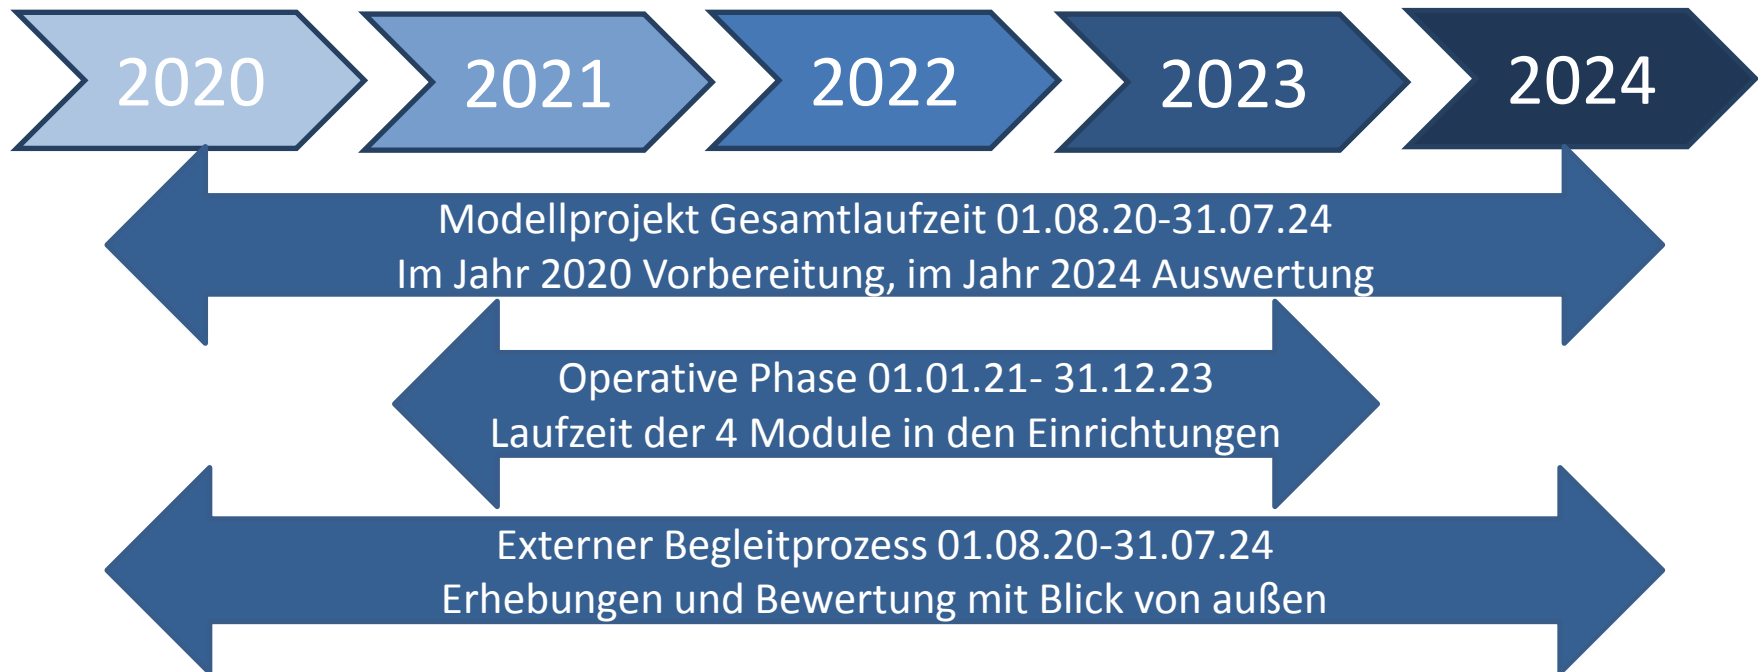 2020
2021
2022
2023
2024
Modellprojekt Gesamtlaufzeit 01.08.20-31.07.24
Im Jahr 2020 Vorbereitung, im Jahr 2024 Auswertung
Operative Phase 01.01.21- 31.12.23
Laufzeit der 4 Module in den Einrichtungen
Externer Begleitprozess 01.08.20-31.07.24
Erhebungen und Bewertung mit Blick von außen